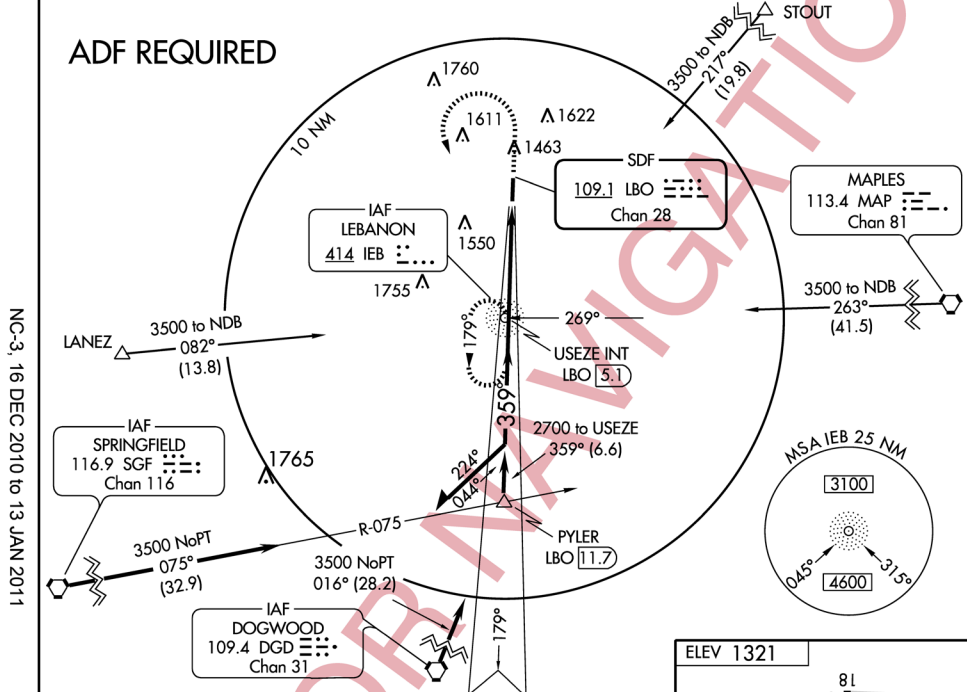 ADF REQUIRED
STOUT
3500 to NDB
217°
(19.8)
10 NM
1760
1611
1622
1463
SDF
109.1 LBO
Chan 28
MAPLES
113.4 MAP
Chan 81
IAF
LEBANON
414 IEB
1550
1755
3500 to NDB
263°
(41.5)
LANEZ
3500 to NDB
082°
(13.8)
179°
269°
USEZE INT
LBO 5.1
359°
IAF
SPRINGFIELD
116.9 SGF
Chan 116
1765
2700 to USEZE
359° (6.6)
224°
044°
MSA IEB 25 NM
3100
4600
045°
315°
R-075
PYLER
LBO 11.7
3500 NoPT
075°
(32.9)
3500 NoPT
016° (28.2)
IAF
DOGWOOD
109.4 DGD
Chan 31
179°
ELEV 1321
18
NC-3, 16 DEC 2010 to 13 JAN 2011
OR NAVIGATIO